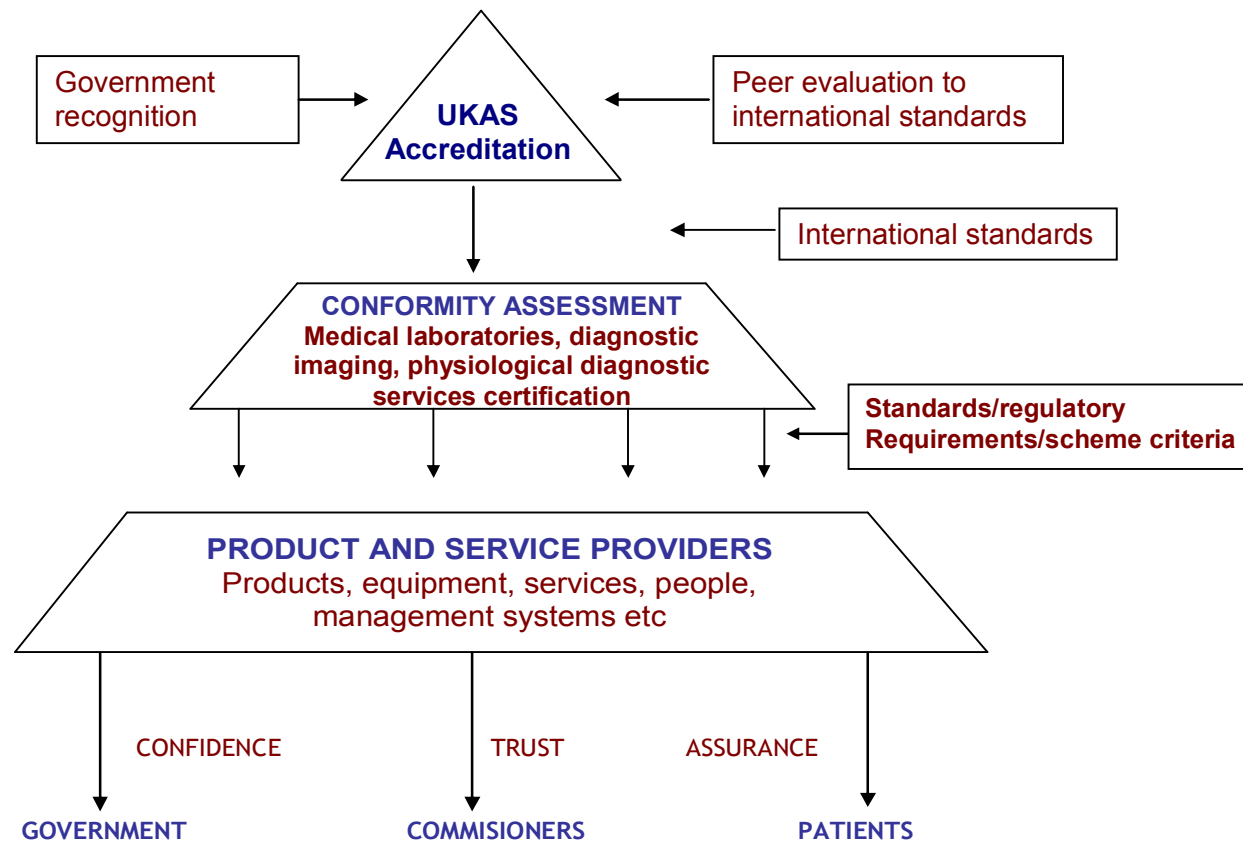 Government
recognition
UKAS
Accreditation
Peer evaluation to
international standards
International standards
CONFORMITY ASSESSMENT
Medical laboratories, diagnostic
imaging, physiological diagnostic
services certification
Standards/regulatory
Requirements/scheme criteria
PRODUCT AND SERVICE PROVIDERS
Products, equipment, services, people,
management systems etc
CONFIDENCE
TRUST
ASSURANCE
GOVERNMENT
COMMISIONERS
PATIENTS